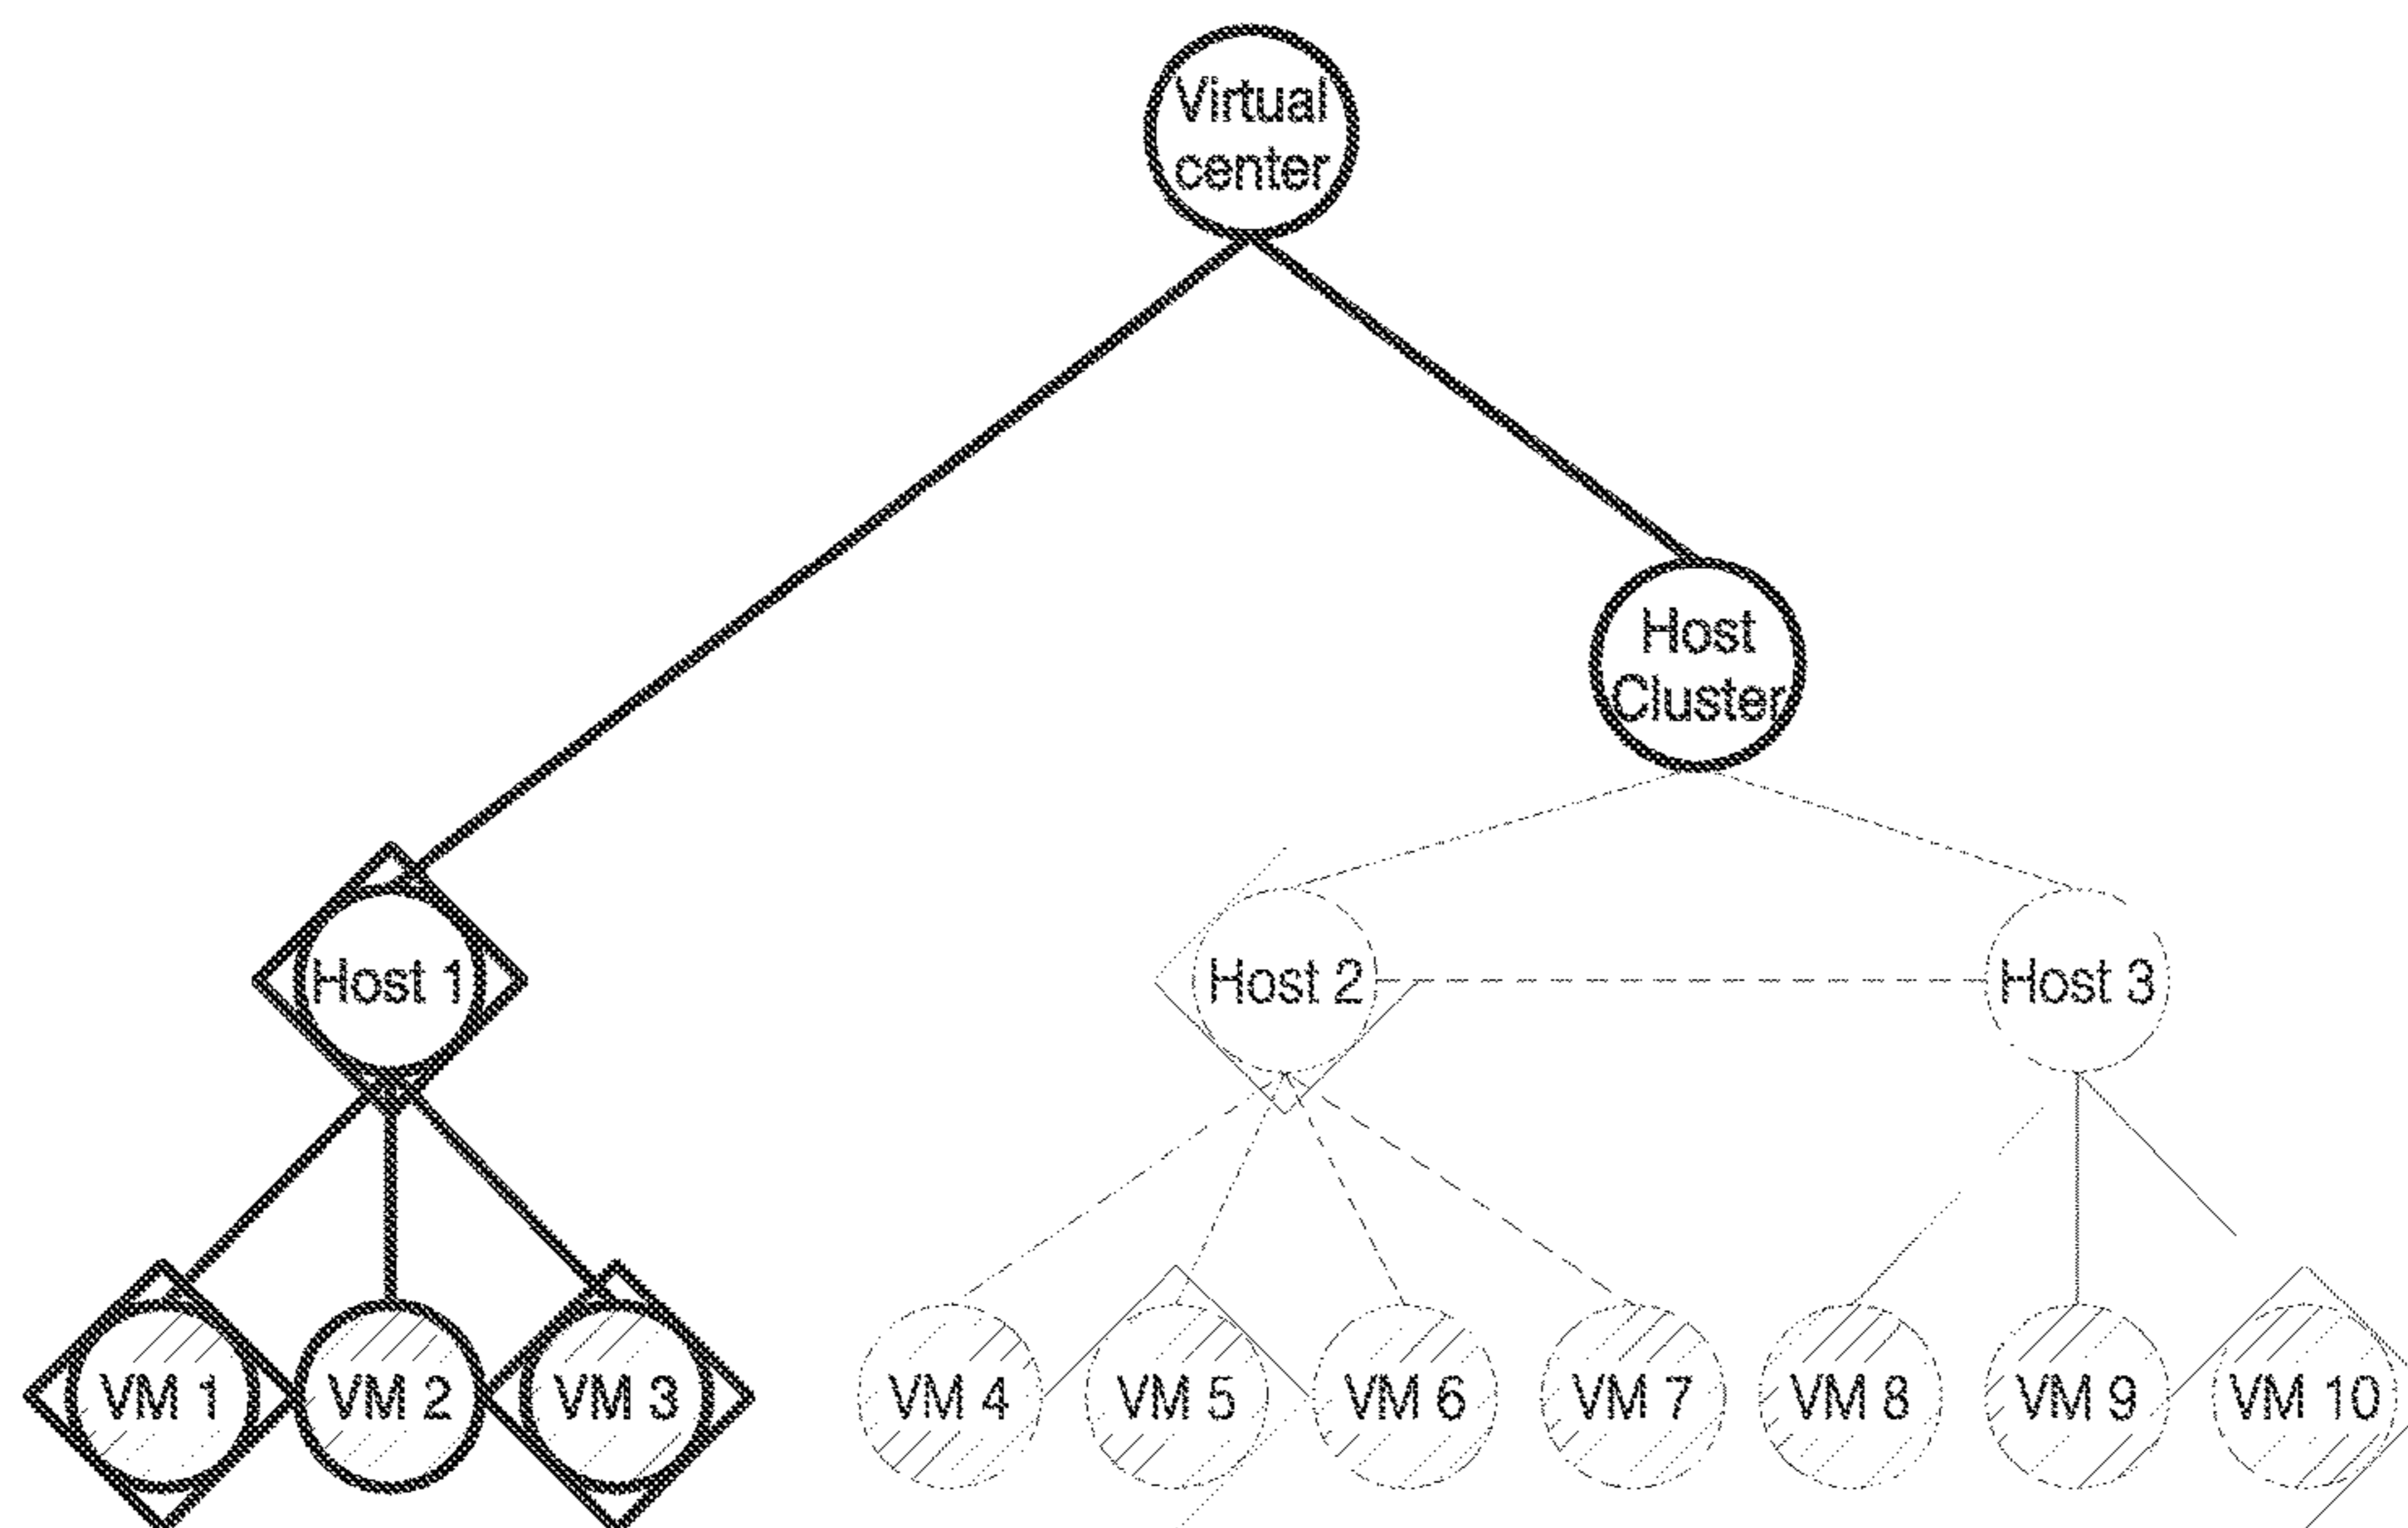 Virtual
center
Host
Cluster
Host 1
Host 2
Host 3
VM 1
VM 2
VM 3
VM 4
VM 5
VM 6
VM 7
VM 8
VM 9
VM 10